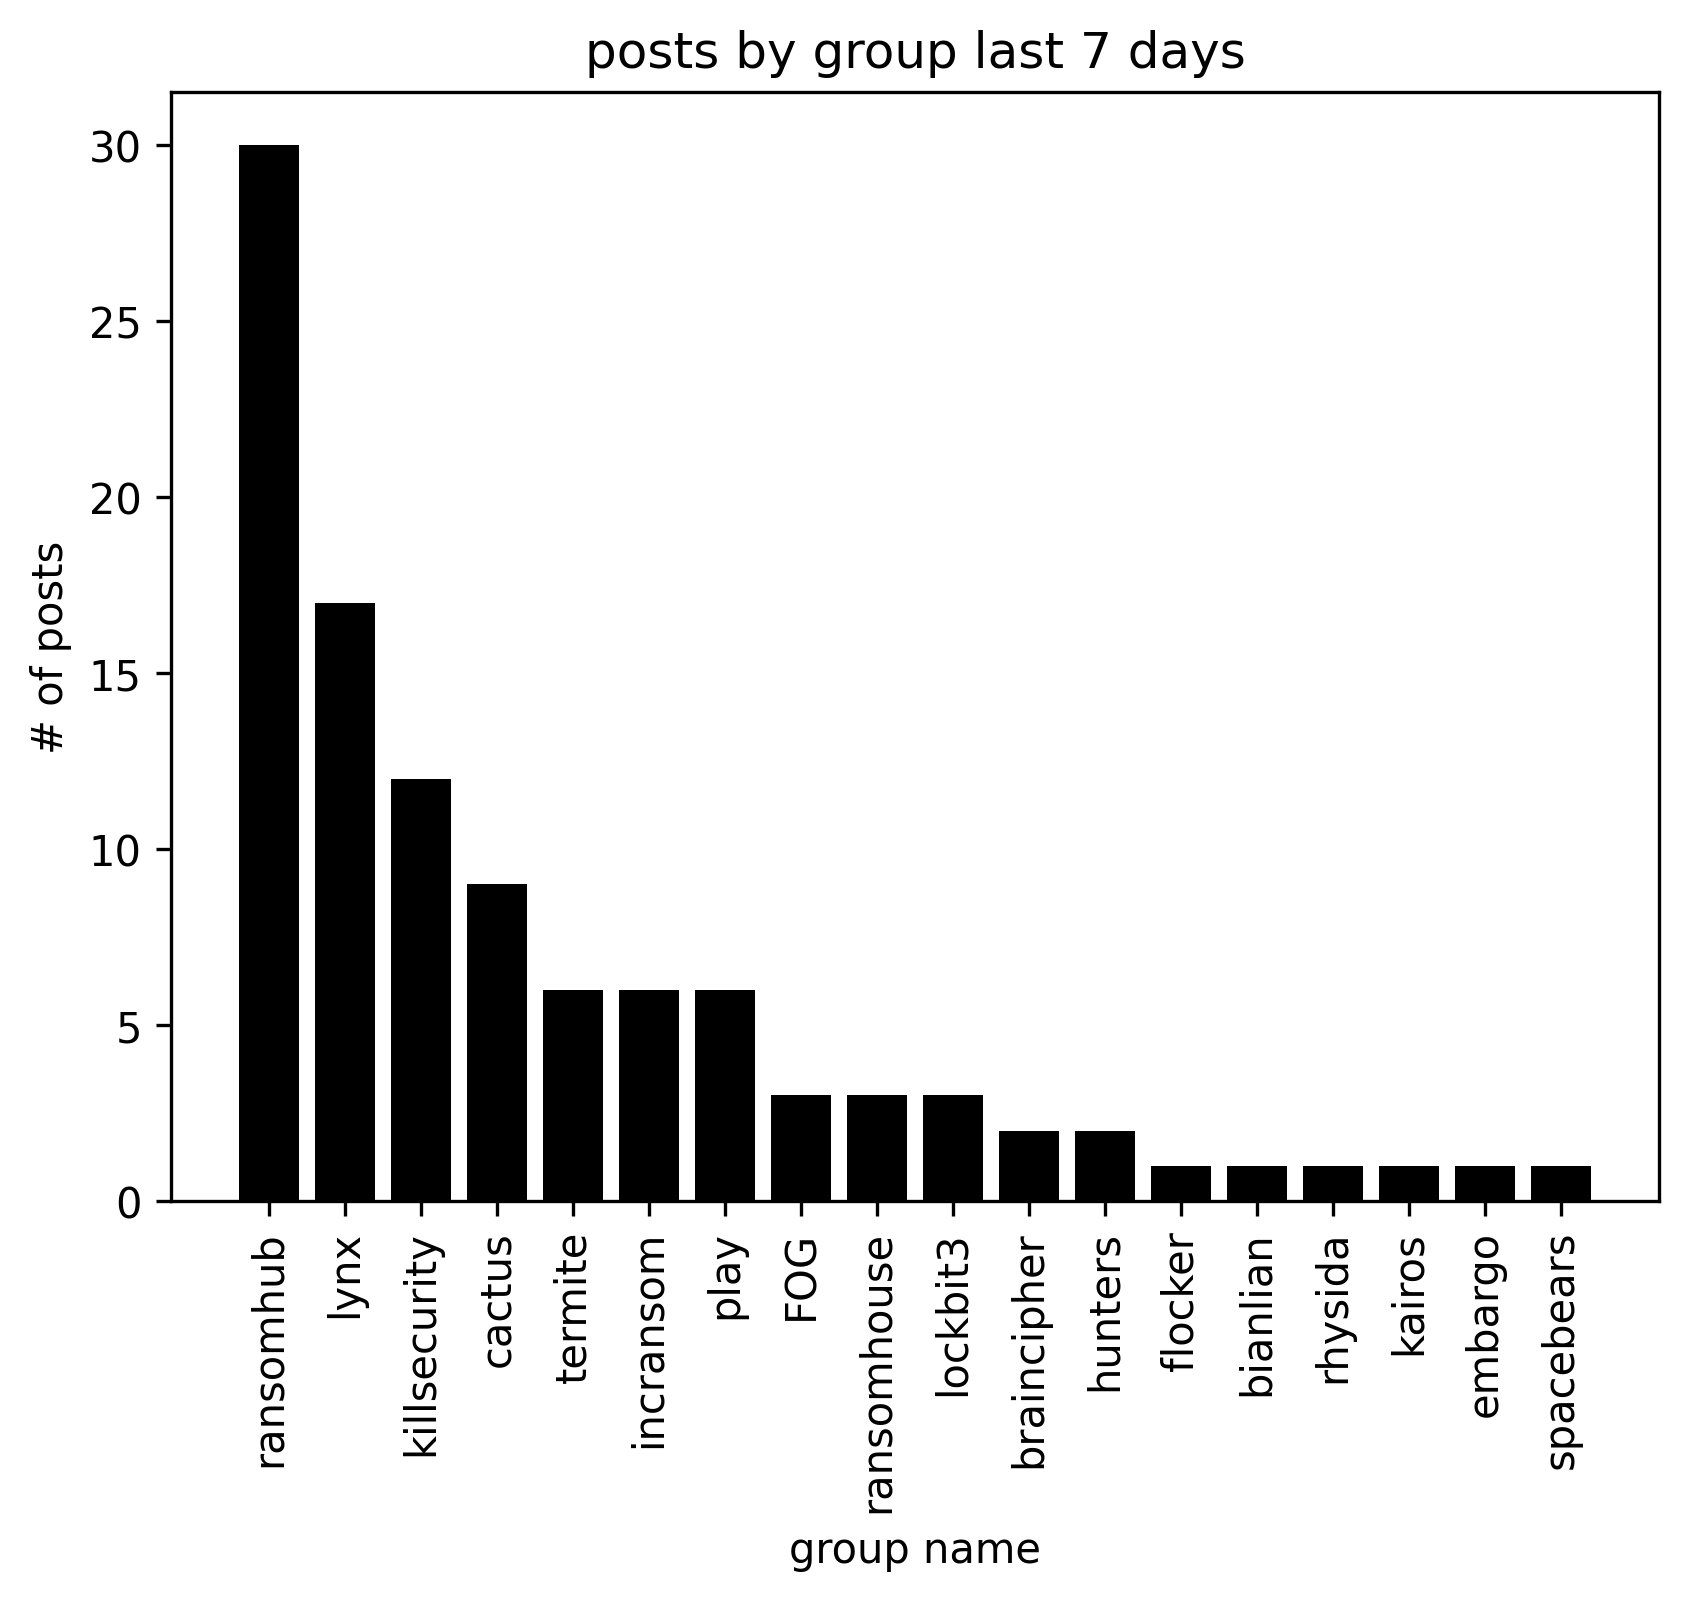 posts by group last 7 days
30
25
20
15
10
5
0
# of posts
ransomhub
lynx
killsecurity
cactus
termite
incransom
play
FOG
ransomhouse
lockbit3
braincipher
hunters
flocker
bianlian
rhysida
kairos
embargo
spacebears
group name